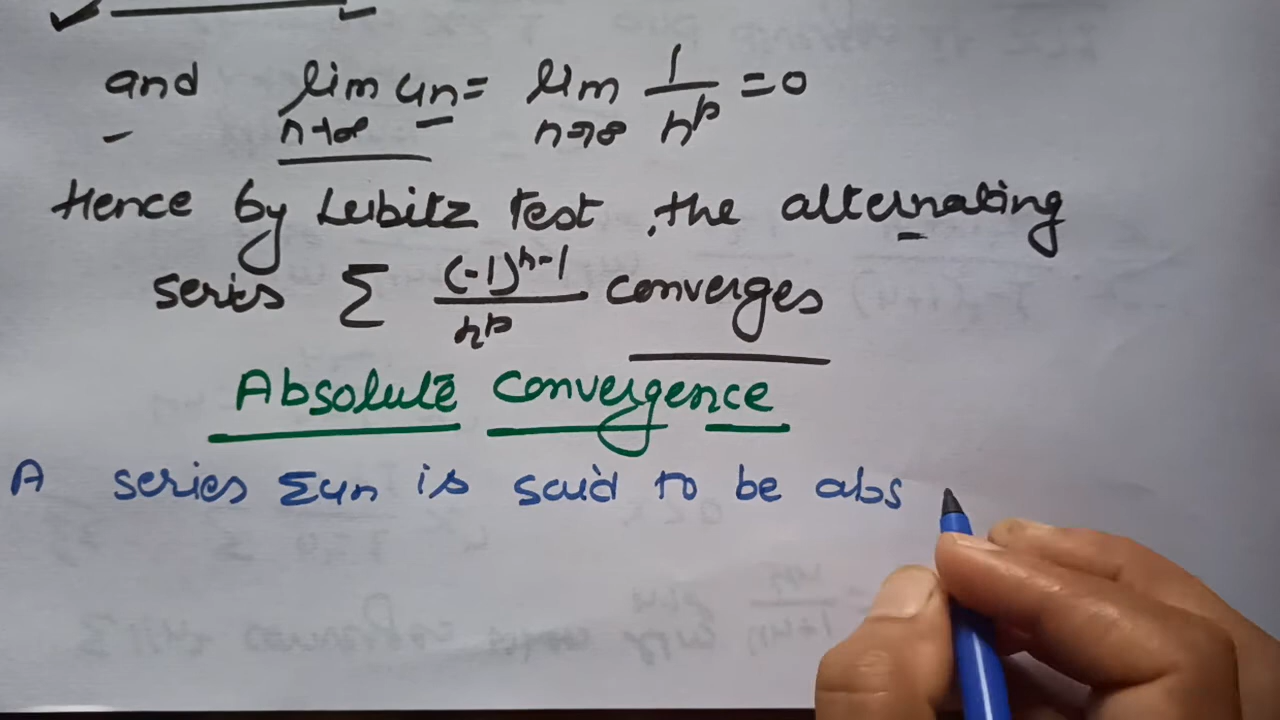 and lim un = lim 1/n^p = 0
n→∞ n→∞
Hence by Leibitz test, the alternating
series Σ (-1)^n-1/n^p converges
Absolute Convergence
A series Σun is said to be abs